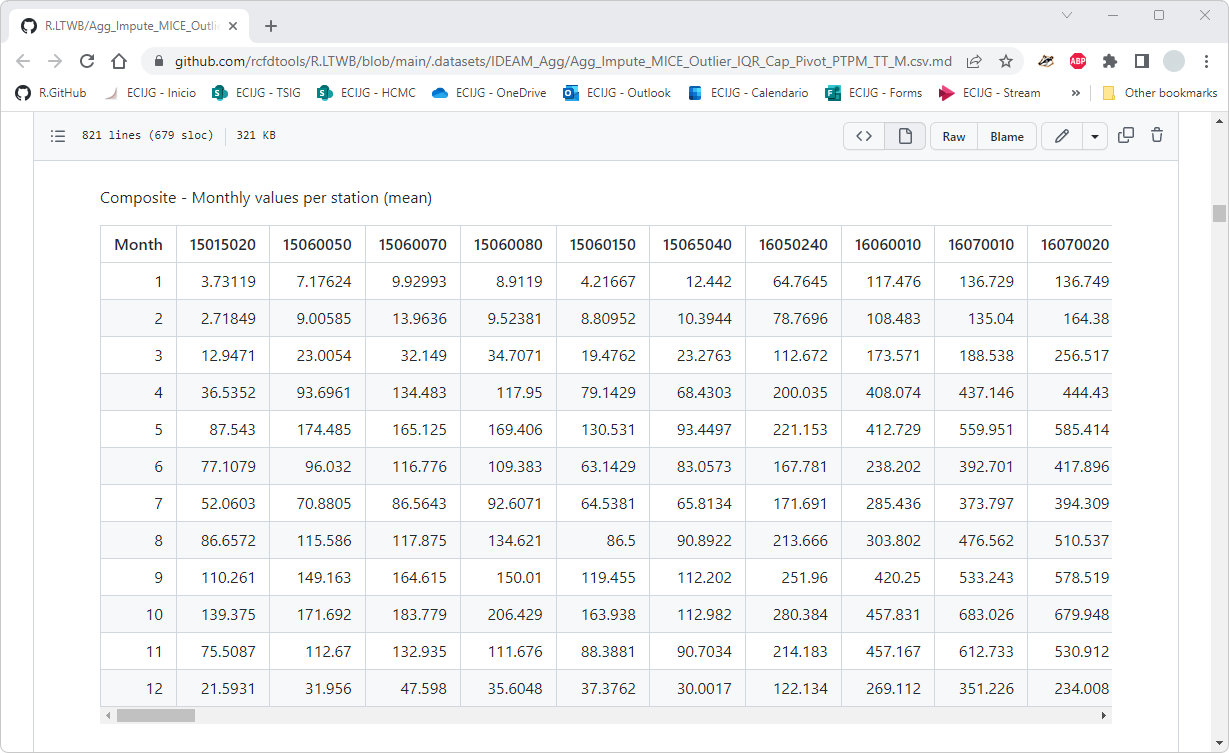 R.LTWB/Agg_Impute_MICE_Outlie
github.com/rcfdtools/R.LTWB/blob/main/.datasets/IDEAM_Agg/Agg_Impute_MICE_Outlier_IQR_Cap_Pivot_PTPM_TT_M.csv.md ABP
R.GitHub ECIJG - Inicio ECIJG - TSIG ECIJG - HCMC ECIJG - OneDrive ECIJG - Outlook ECIJG - Calendario ECIJG - Forms ECIJG - Stream » Other bookmarks
821 lines (679 sloc) 321 KB <> Raw Blame
Composite - Monthly values per station (mean)
Month 15015020 15060050 15060070 15060080 15060150 15065040 16050240 16060010 16070010 16070020
1 3.73119 7.17624 9.92993 8.9119 4.21667 12.442 64.7645 117.476 136.729 136.749
2 2.71849 9.00585 13.9636 9.52381 8.80952 10.3944 78.7696 108.483 135.04 164.38
3 12.9471 23.0054 32.149 34.7071 19.4762 23.2763 112.672 173.571 188.538 256.517
4 36.5352 93.6961 134.483 117.95 79.1429 68.4303 200.035 408.074 437.146 444.43
5 87.543 174.485 165.125 169.406 130.531 93.4497 221.153 412.729 559.951 585.414
6 77.1079 96.032 116.776 109.383 63.1429 83.0573 167.781 238.202 392.701 417.896
7 52.0603 70.8805 86.5643 92.6071 64.5381 65.8134 171.691 285.436 373.797 394.309
8 86.6572 115.586 117.875 134.621 86.5 90.8922 213.666 303.802 476.562 510.537
9 110.261 149.163 164.615 150.01 119.455 112.202 251.96 420.25 533.243 578.519
10 139.375 171.692 183.779 206.429 163.938 112.982 280.384 457.831 683.026 679.948
11 75.5087 112.67 132.935 111.676 88.3881 90.7034 214.183 457.167 612.733 530.912
12 21.5931 31.956 47.598 35.6048 37.3762 30.0017 122.134 269.112 351.226 234.008